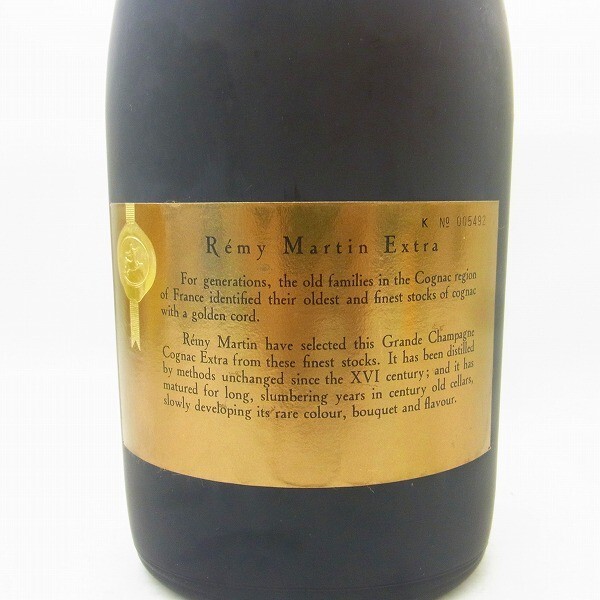 K № 005492
Rémy Martin Extra
For generations, the old families in the Cognac region
of France identified their oldest and finest stocks of cognac
with a golden cord.
Rémy Martin have selected this Grande Champagne
Cognac Extra from these finest stocks. It has been distilled
by methods unchanged since the XVI century; and it has
matured for long, slumbering years in century old cellars,
slowly developing its rare colour, bouquet and flavour.